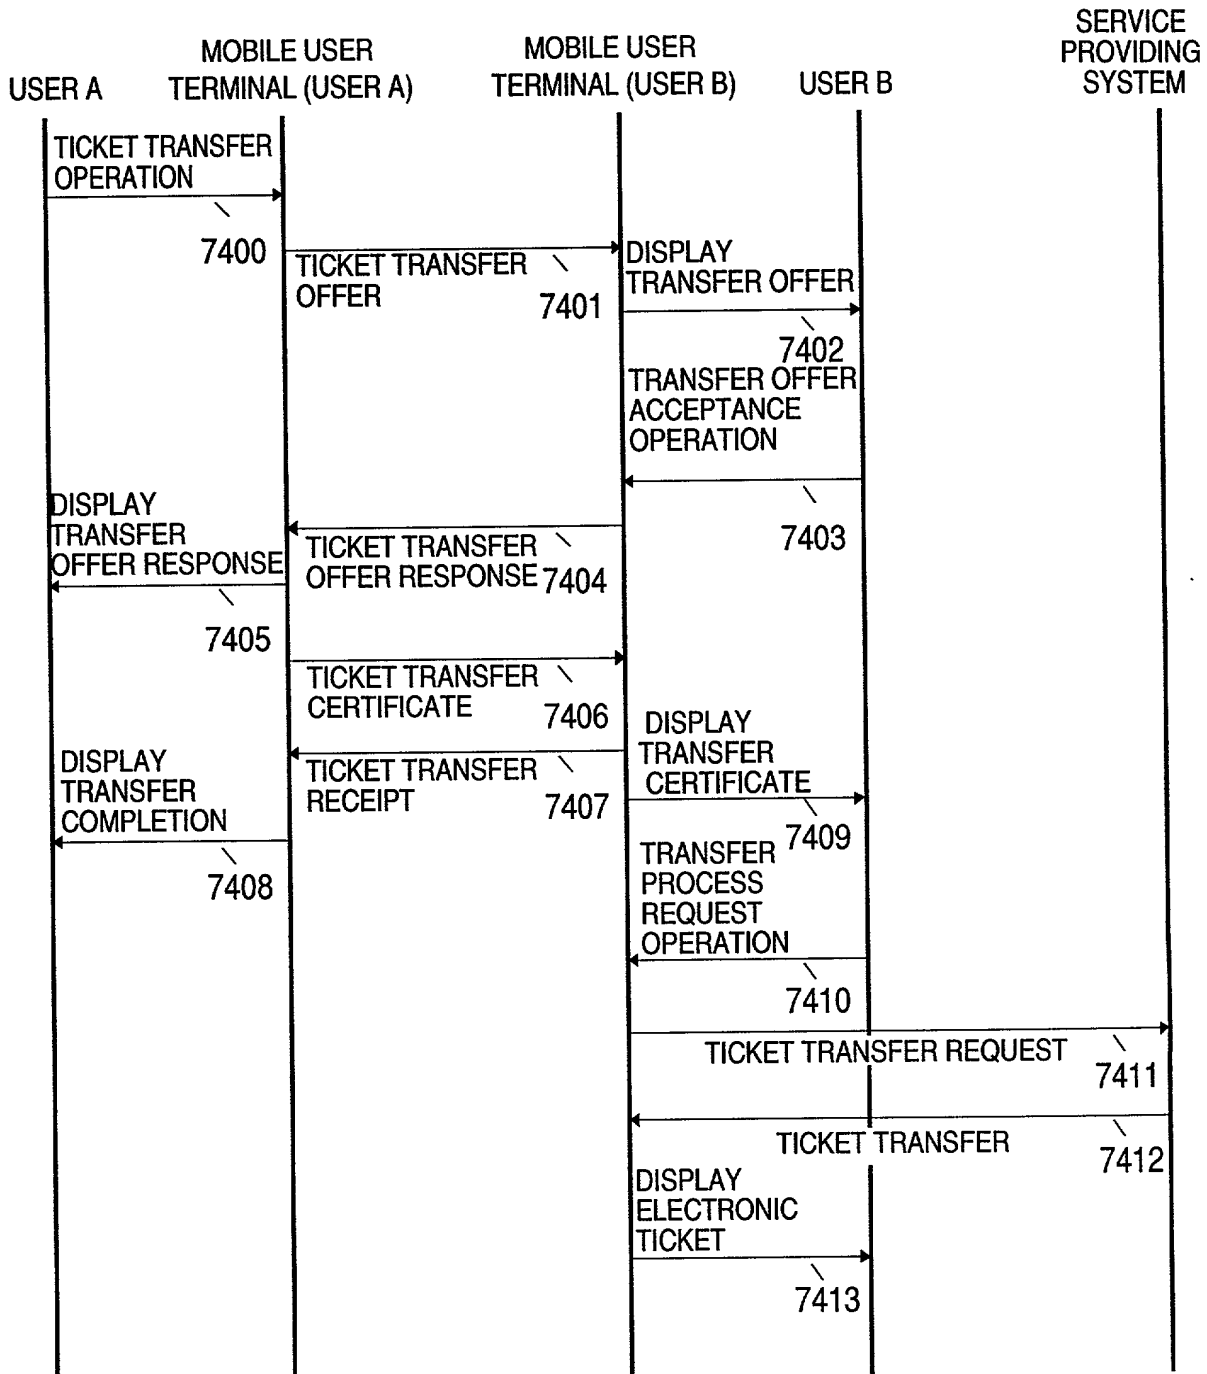 USER A
MOBILE USER
TERMINAL (USER A)
MOBILE USER
TERMINAL (USER B)
USER B
SERVICE
PROVIDING
SYSTEM
TICKET TRANSFER
OPERATION
7400
TICKET TRANSFER
OFFER
7401
DISPLAY
TRANSFER OFFER
7402
TRANSFER OFFER
ACCEPTANCE
OPERATION
7403
TICKET TRANSFER
OFFER RESPONSE
7404
DISPLAY
TRANSFER
OFFER RESPONSE
7405
TICKET TRANSFER
CERTIFICATE
7406
TICKET TRANSFER
RECEIPT
7407
DISPLAY
TRANSFER
COMPLETION
7408
DISPLAY
TRANSFER
CERTIFICATE
7409
TRANSFER
PROCESS
REQUEST
OPERATION
7410
TICKET TRANSFER REQUEST
7411
TICKET TRANSFER
7412
DISPLAY
ELECTRONIC
TICKET
7413